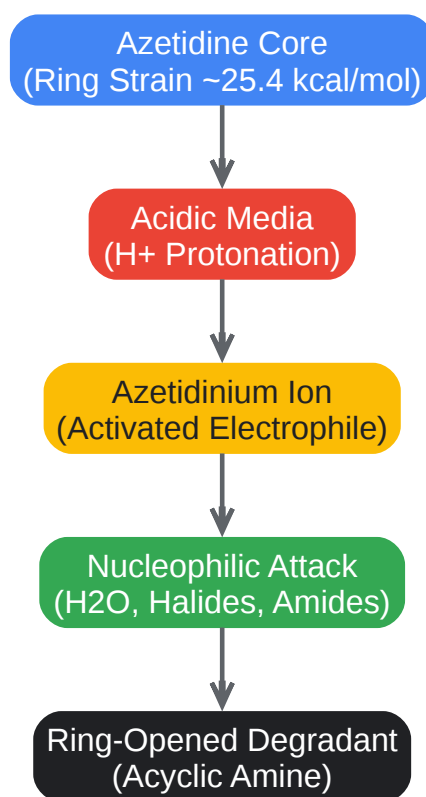 Azetidine Core
(Ring Strain ~25.4 kcal/mol)
Acidic Media
(H+ Protonation)
Azetidinium Ion
(Activated Electrophile)
Nucleophilic Attack
(H2O, Halides, Amides)
Ring-Opened Degradant
(Acyclic Amine)